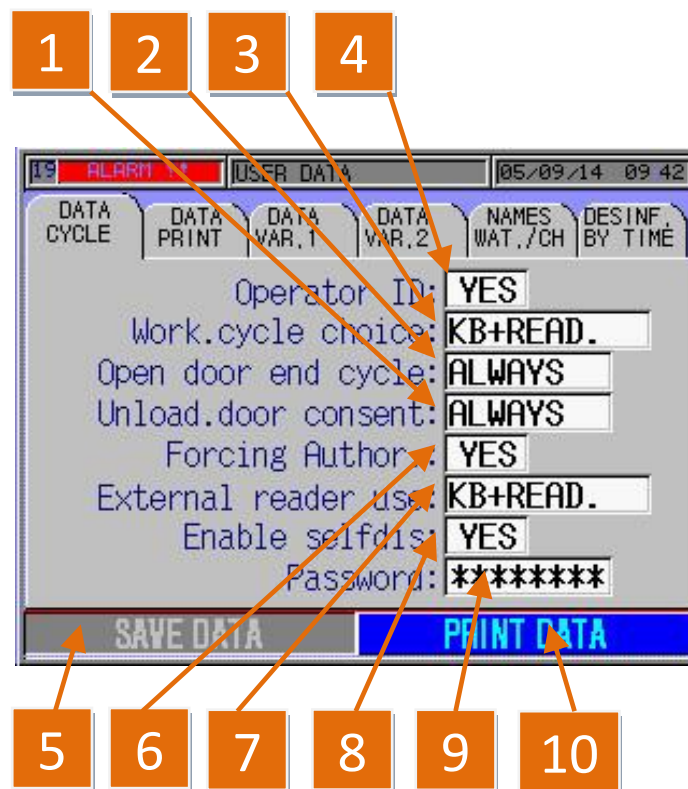 1 2 3 4
19 ALARM !* USER DATA 05/09/14 09 42
DATA CYCLE DATA PRINT DATA VAR.1 DATA VAR.2 NAMES WAT./CH DESINF. BY TIME
Operator ID: YES
Work.cycle choice: KB+READ.
Open door end cycle: ALWAYS
Unload.door consent: ALWAYS
Forcing Author.: YES
External reader use: KB+READ.
Enable selfdis: YES
Password: ********
SAVE DATA PRINT DATA
5 6 7 8 9 10